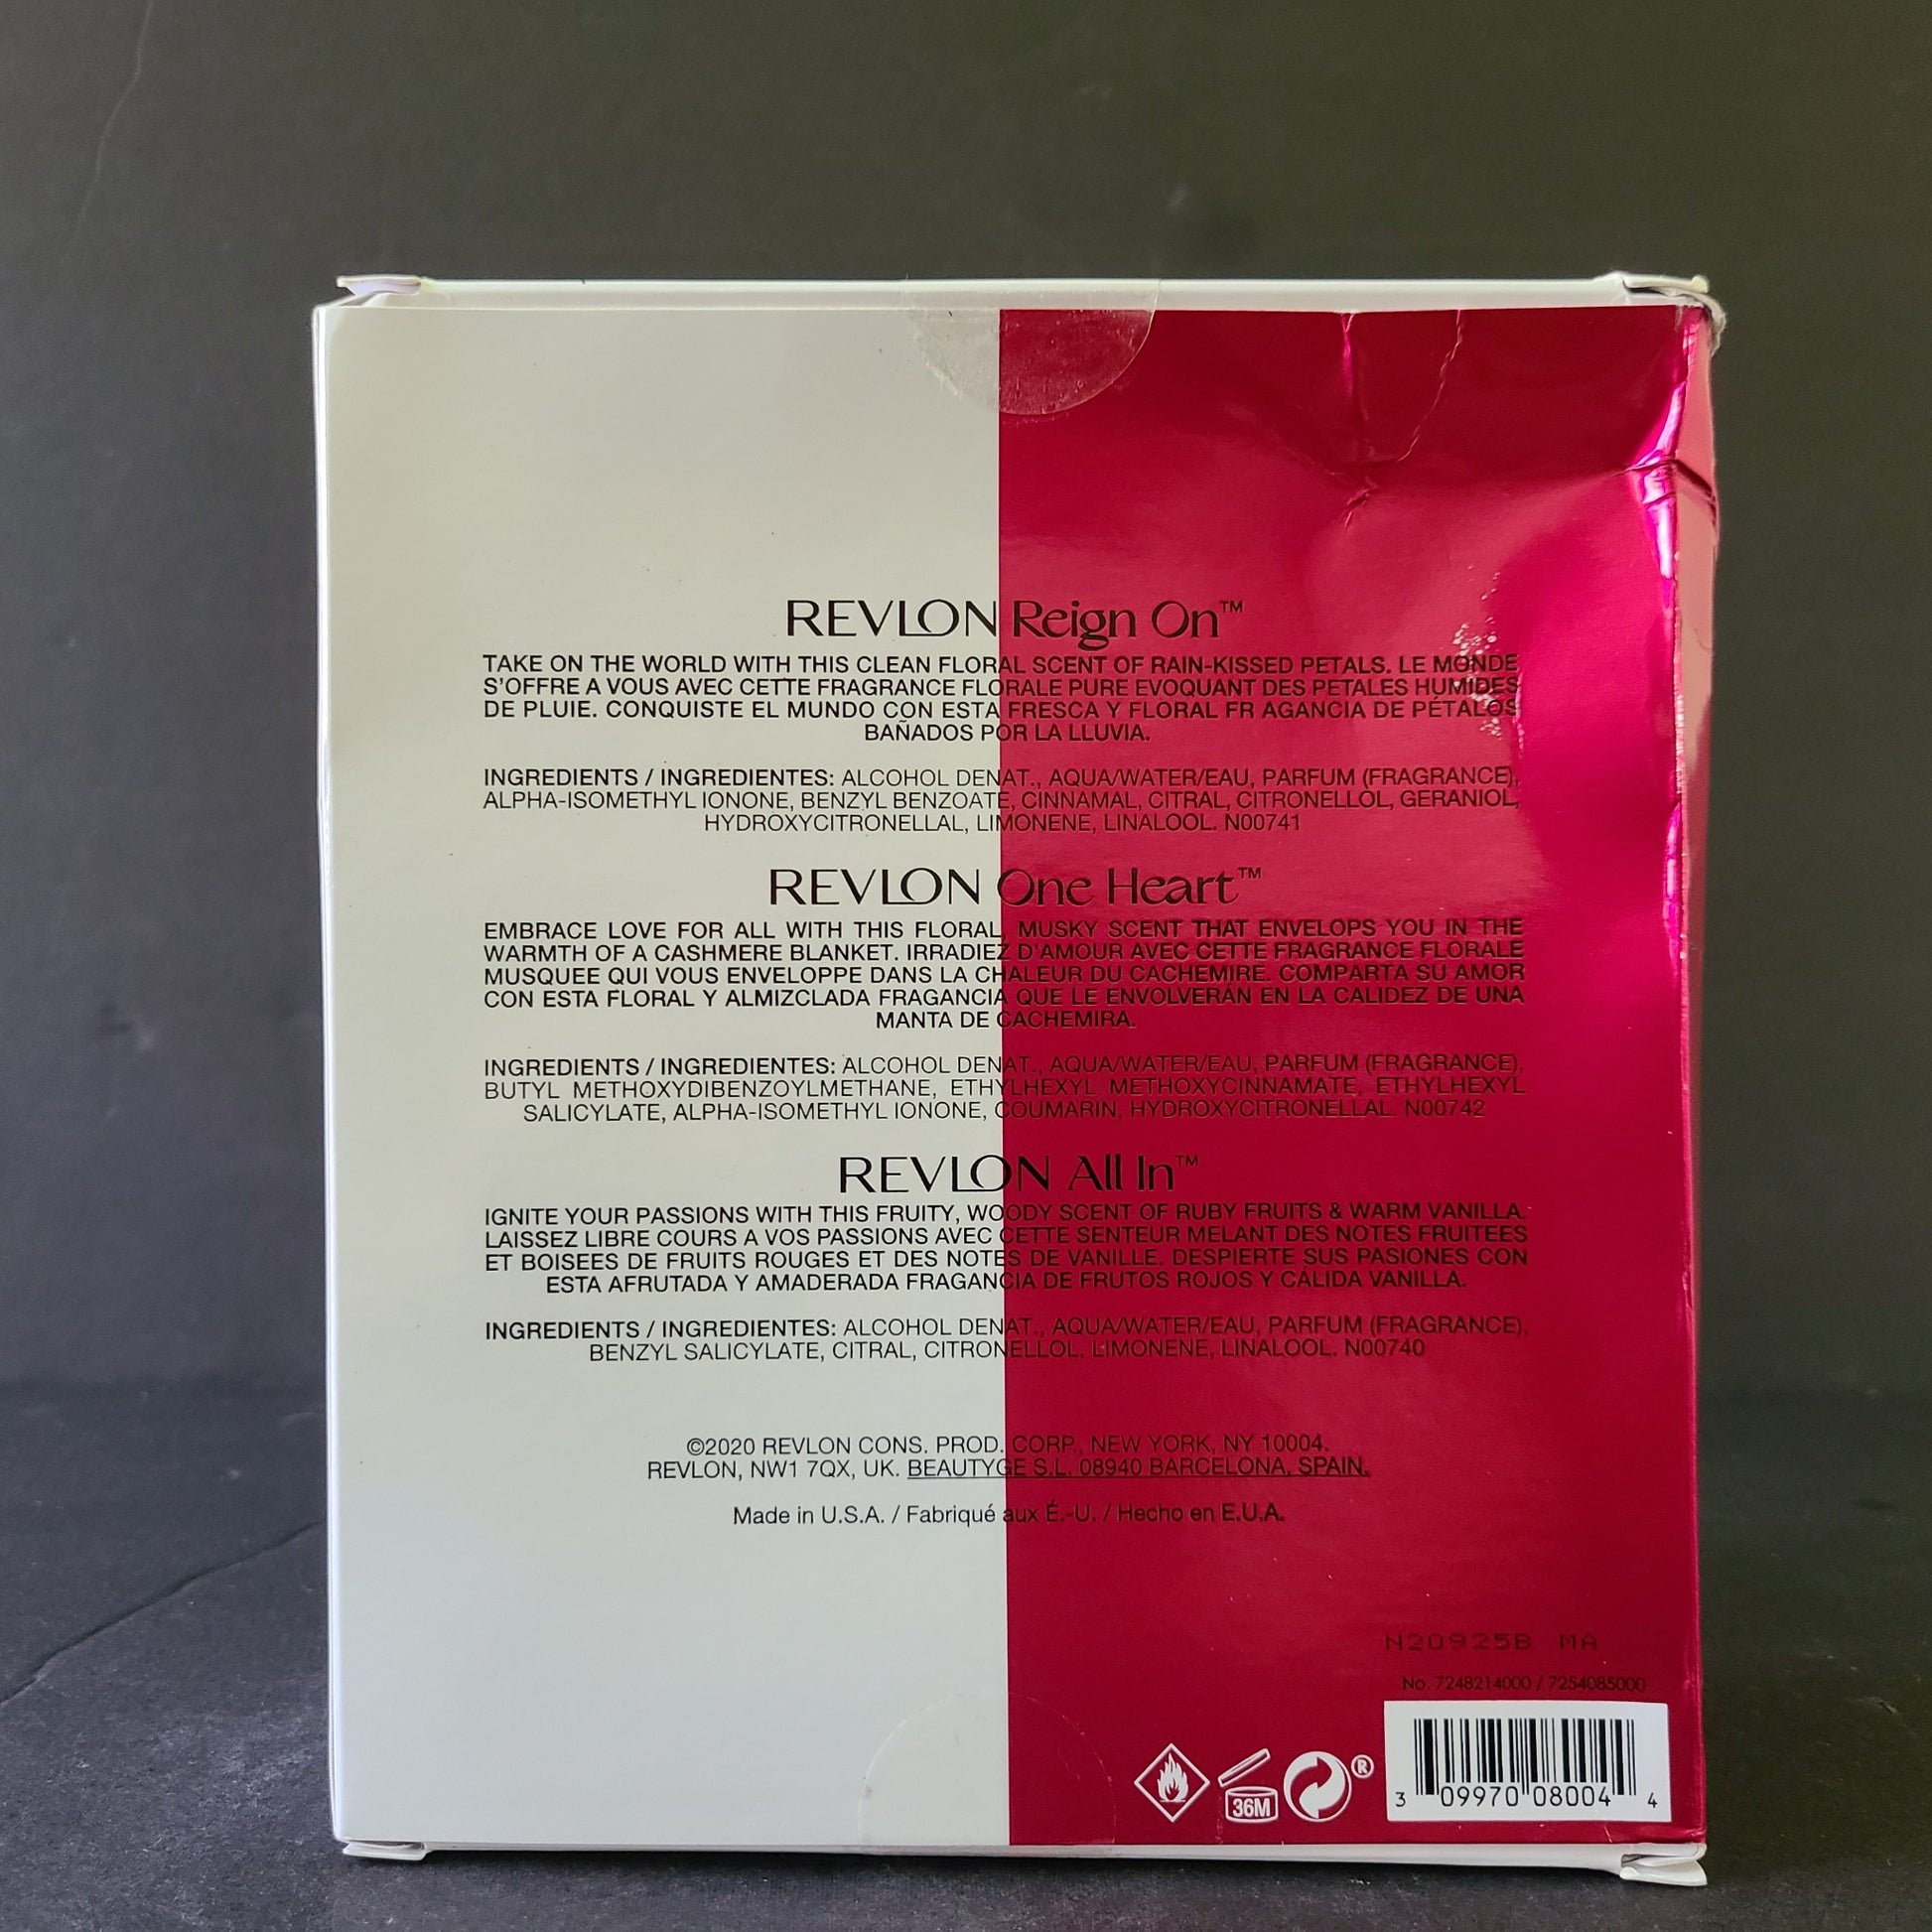 REVLON Reign On™
TAKE ON THE WORLD WITH THIS CLEAN FLORAL SCENT OF RAIN-KISSED PETALS. LE MONDE
S'OFFRE A VOUS AVEC CETTE FRAGRANCE FLORALE PURE EVOQUANT DES PETALES HUMIDES
DE PLUIE. CONQUISTE EL MUNDO CON ESTA FRESCA Y FLORAL FR AGANCIA DE PÉTALOS
BAÑADOS POR LA LLUVIA.
INGREDIENTS / INGREDIENTES: ALCOHOL DENAT., AQUA/WATER/EAU, PARFUM (FRAGRANCE),
ALPHA-ISOMETHYL IONONE, BENZYL BENZOATE, CINNAMAL, CITRAL, CITRONELLOL, GERANIOL,
HYDROXYCITRONELLAL, LIMONENE, LINALOOL. N00741
REVLON One Heart™
EMBRACE LOVE FOR ALL WITH THIS FLORAL, MUSKY SCENT THAT ENVELOPS YOU IN THE
WARMTH OF A CASHMERE BLANKET. IRRADIEZ D'AMOUR AVEC CETTE FRAGRANCE FLORALE
MUSQUEE QUI VOUS ENVELOPPE DANS LA CHALEUR DU CACHEMIRE. COMPARTA SU AMOR
CON ESTA FLORAL Y ALMIZCLADA FRAGANCIA QUE LE ENVOLVERÁN EN LA CALIDEZ DE UNA
MANTA DE CACHEMIRA.
INGREDIENTS / INGREDIENTES: ALCOHOL DENAT., AQUA/WATER/EAU, PARFUM (FRAGRANCE),
BUTYL METHOXYDIBENZOYLMETHANE, ETHYLHEXYL METHOXYCINNAMATE, ETHYLHEXYL
SALICYLATE, ALPHA-ISOMETHYL IONONE, COUMARIN, HYDROXYCITRONELLAL. N00742
REVLON All In™
IGNITE YOUR PASSIONS WITH THIS FRUITY, WOODY SCENT OF RUBY FRUITS & WARM VANILLA.
LAISSEZ LIBRE COURS A VOS PASSIONS AVEC CETTE SENTEUR MELANT DES NOTES FRUITEES
ET BOISEES DE FRUITS ROUGES ET DES NOTES DE VANILLE. DESPIERTE SUS PASIONES CON
ESTA AFRUTADA Y AMADERADA FRAGANCIA DE FRUTOS ROJOS Y CÁLIDA VANILLA.
INGREDIENTS / INGREDIENTES: ALCOHOL DENAT., AQUA/WATER/EAU, PARFUM (FRAGRANCE),
BENZYL SALICYLATE, CITRAL, CITRONELLOL, LIMONENE, LINALOOL. N00740
©2020 REVLON CONS. PROD. CORP., NEW YORK, NY 10004.
REVLON, NW1 7QX, UK. BEAUTYGE S.L. 08940 BARCELONA, SPAIN.
Made in U.S.A. / Fabriqué aux É.-U. / Hecho en E.U.A.
N20925B MA
No. 7248214000 / 7254085000
36M ®
3 09970 08004 4